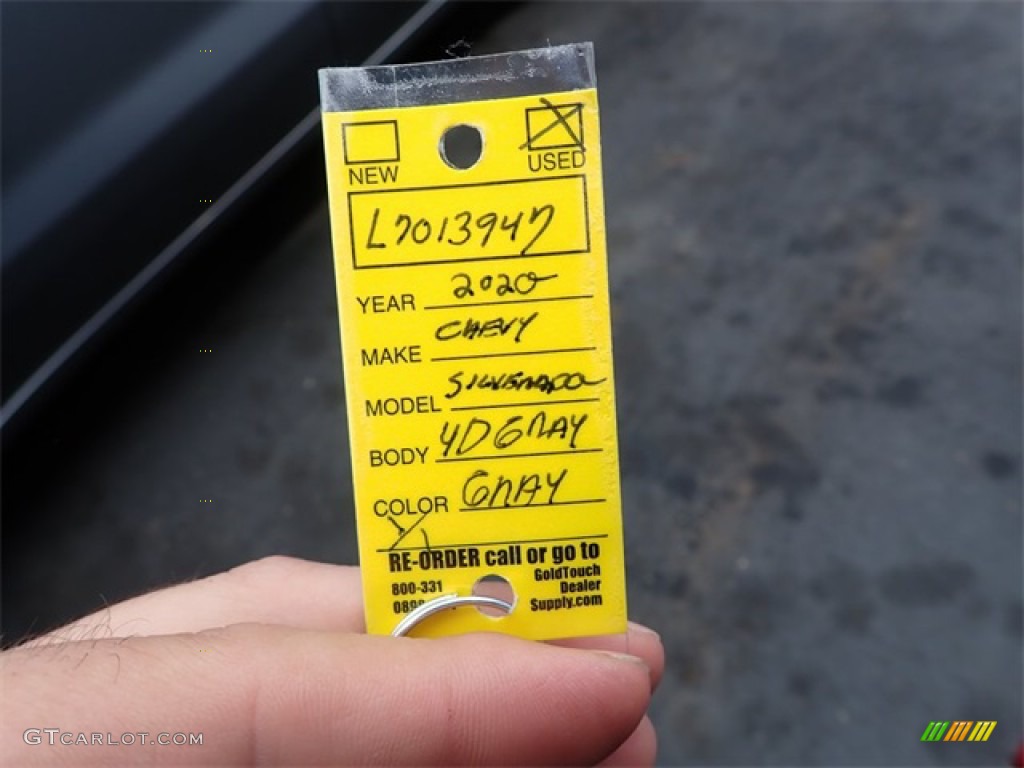 NEW USED
L7013947
YEAR 2020
MAKE CHEVY
MODEL SILVERADO
BODY 4D GRAY
COLOR GRAY
RE-ORDER call or go to
800-331 GoldTouch
Dealer
Supply.com
GTCARLOT.COM